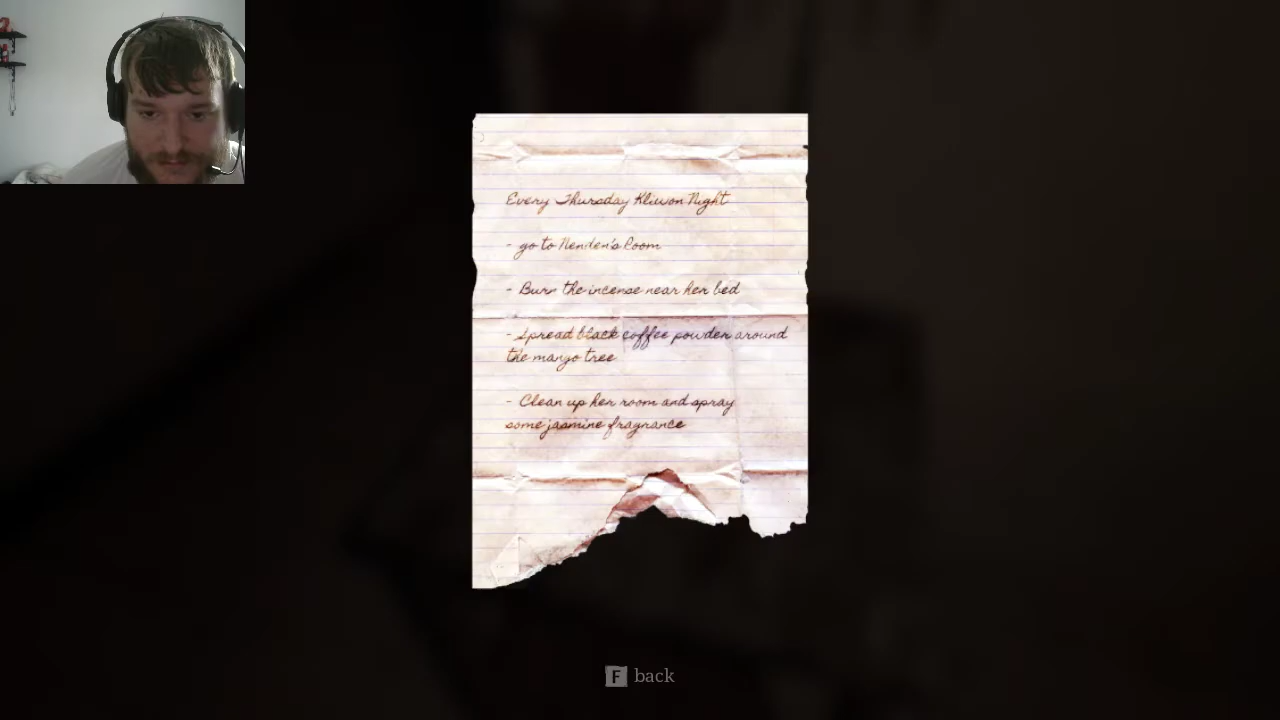 Every Thursday Kliwon Night
- go to Nenden's Room
- Burn the incense near her bed
- Spread black coffee powder around
the mango tree
- Clean up her room and spray
some jasmine fragrance
F back